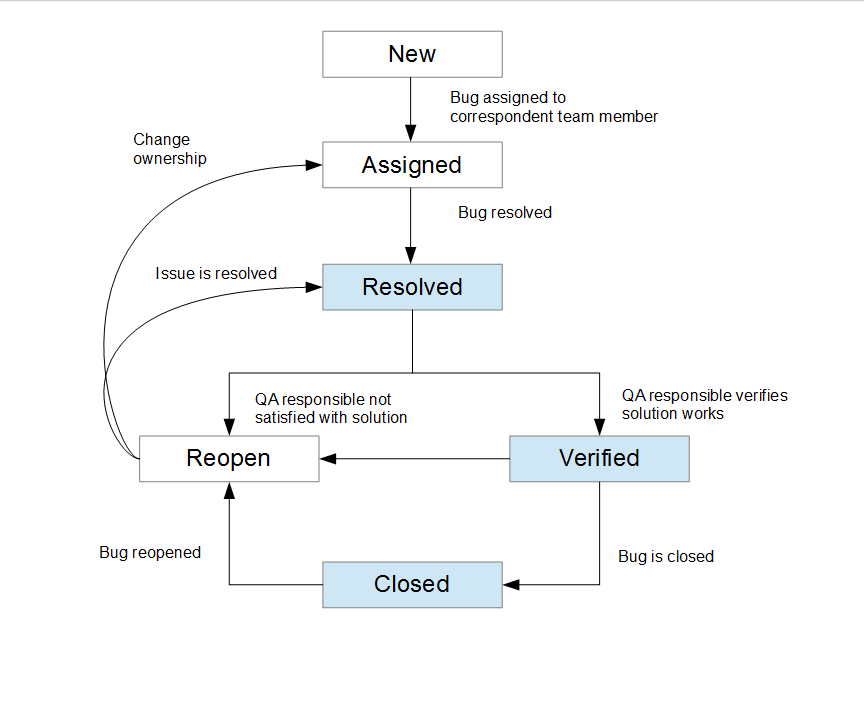 New
Bug assigned to
correspondent team member
Change
ownership
Assigned
Bug resolved
Issue is resolved
Resolved
QA responsible not
satisfied with solution
QA responsible verifies
solution works
Reopen
Verified
Bug reopened
Bug is closed
Closed